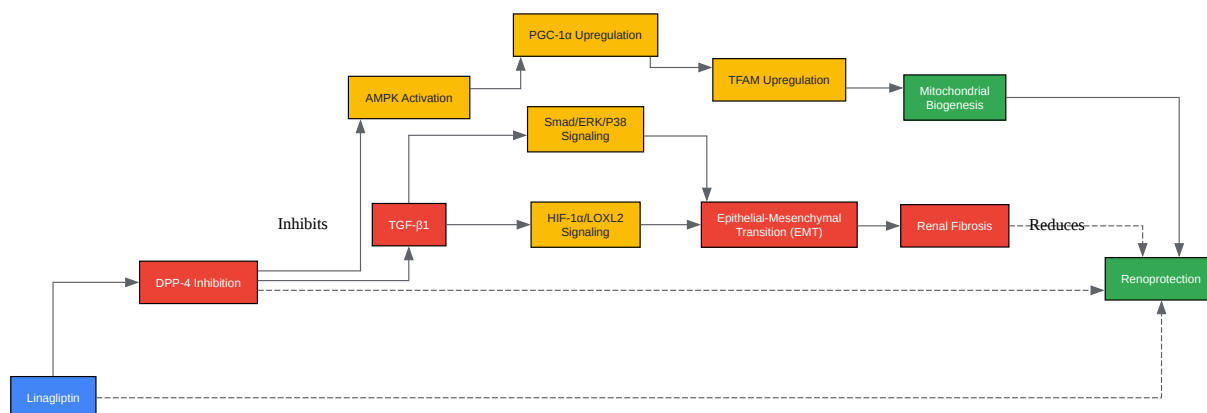 PGC-1α Upregulation
TFAM Upregulation
AMPK Activation
Mitochondrial
Biogenesis
Smad/ERK/P38
Signaling
Inhibits
TGF-β1
HIF-1α/LOXL2
Signaling
Epithelial-Mesenchymal
Transition (EMT)
Renal Fibrosis
Reduces
DPP-4 Inhibition
Renoprotection
Linagliptin